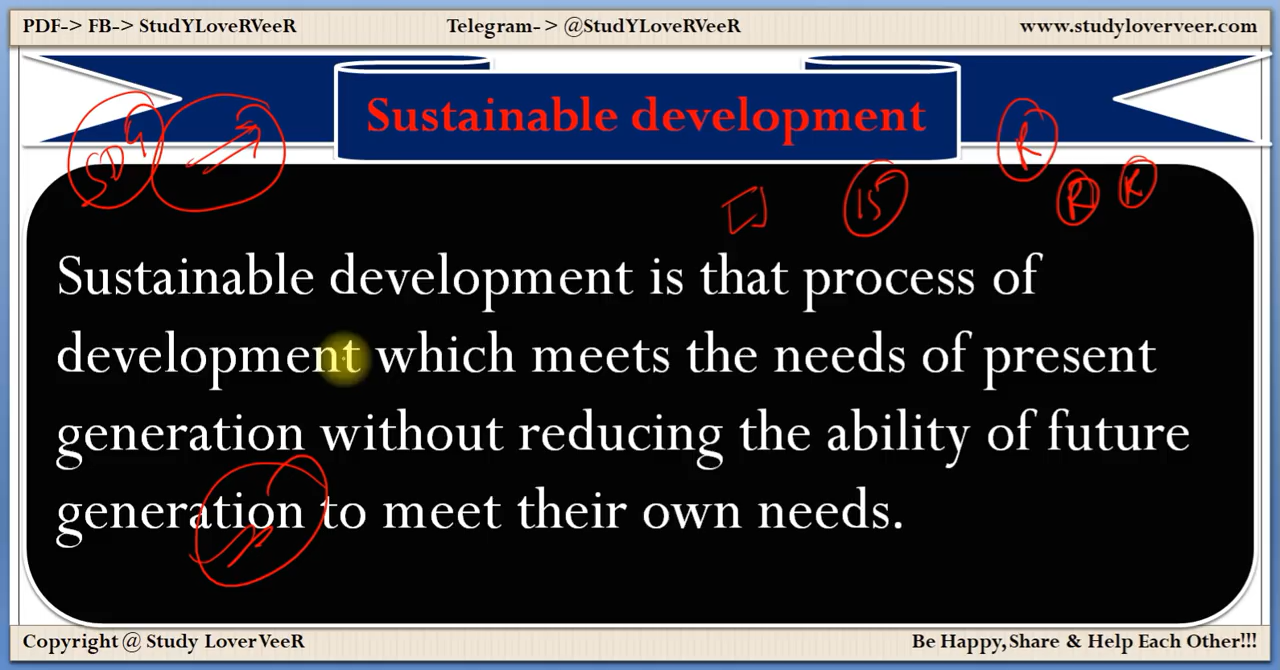 PDF-> FB-> StudYLoveRVeeR Telegram- > @StudYLoveRVeeR www.studyloverveer.com
Sustainable development
SDG R
15 R R
Sustainable development is that process of
development which meets the needs of present
generation without reducing the ability of future
generation to meet their own needs.
Copyright @ Study LoverVeeR Be Happy,Share & Help Each Other!!!